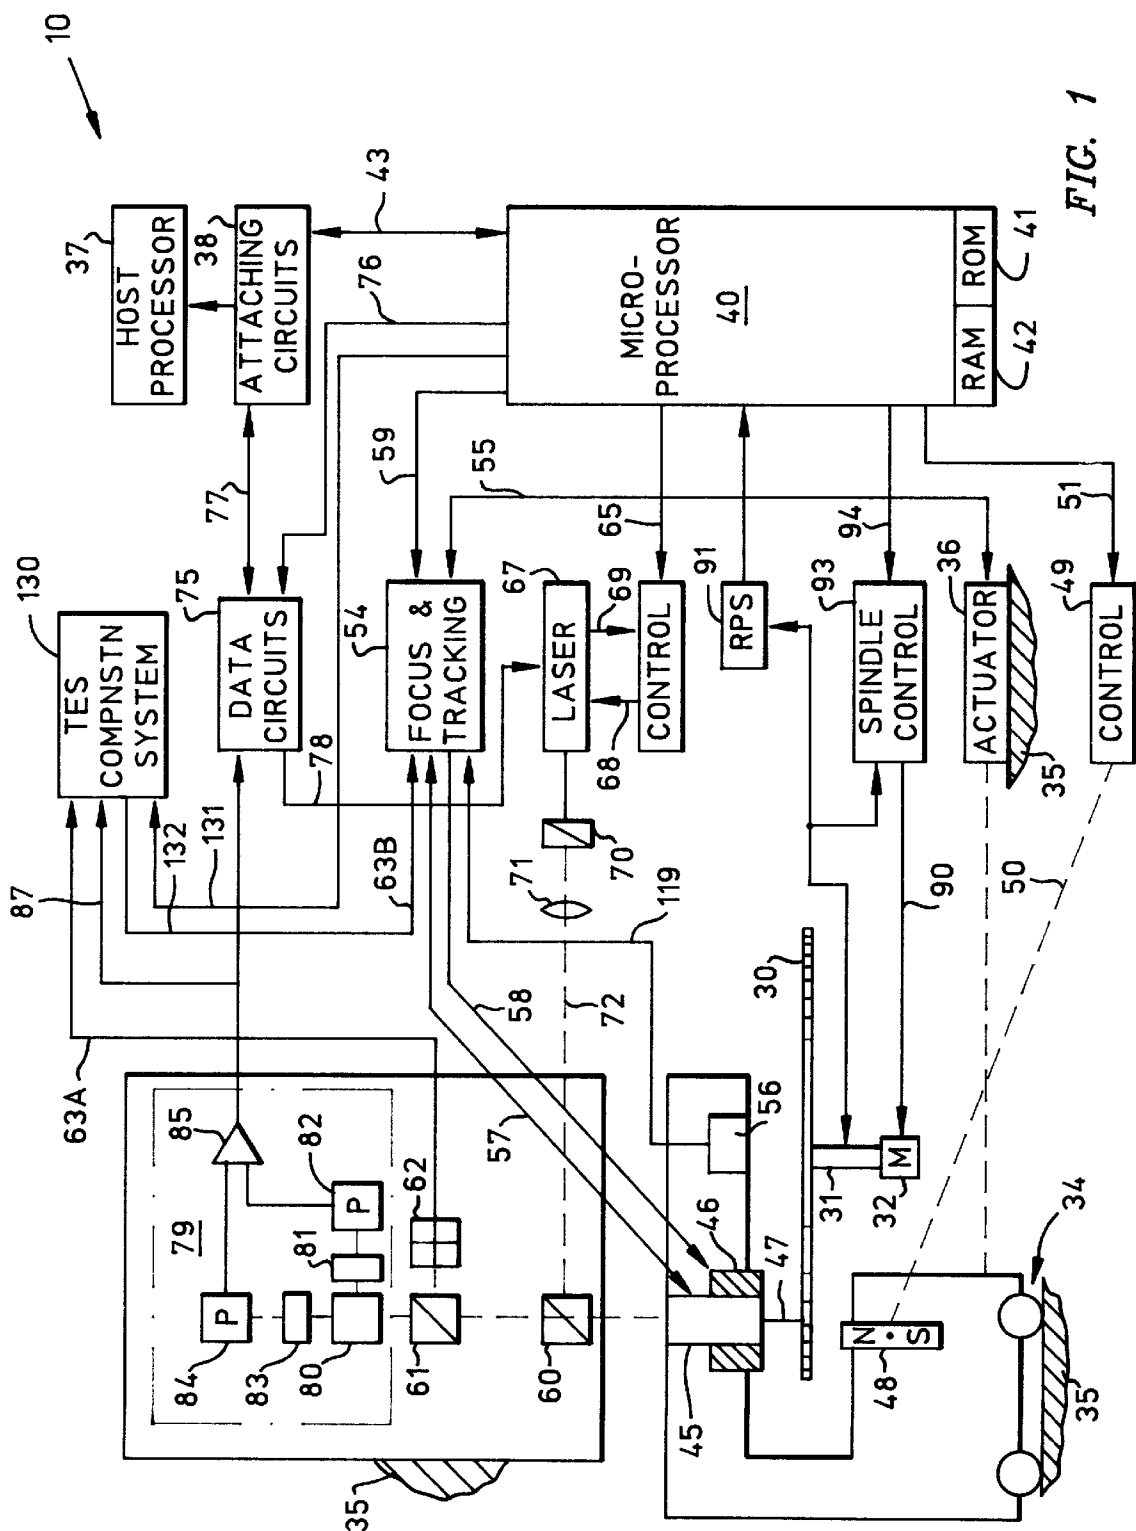 10
HOST
PROCESSOR
37
ATTACHING
CIRCUITS
38
43
76
77
MICRO-
PROCESSOR
40
RAM
ROM
42
41
FIG. 1
130
TES
COMPNSTN
SYSTEM
75
DATA
CIRCUITS
59
55
54
FOCUS &
TRACKING
67
LASER
69
68
CONTROL
65
91
RPS
94
93
SPINDLE
CONTROL
36
ACTUATOR
35
51
49
CONTROL
87
132
131
78
63B
71
70
119
72
58
57
30
90
50
63A
85
82
P
79
81
62
P
84
83
80
61
60
56
46
47
45
31
M
32
N
S
48
34
35
35